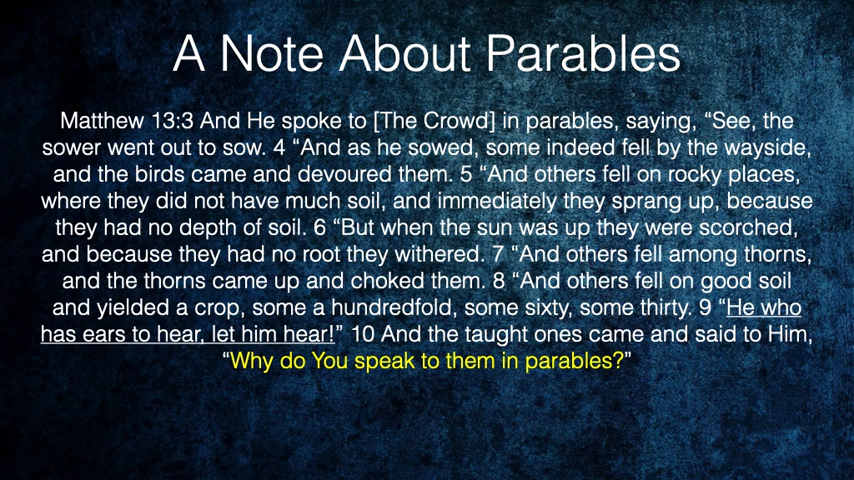 A Note About Parables
Matthew 13:3 And He spoke to [The Crowd] in parables, saying, “See, the
sower went out to sow. 4 “And as he sowed, some indeed fell by the wayside,
and the birds came and devoured them. 5 “And others fell on rocky places,
where they did not have much soil, and immediately they sprang up, because
they had no depth of soil. 6 “But when the sun was up they were scorched,
and because they had no root they withered. 7 “And others fell among thorns,
and the thorns came up and choked them. 8 “And others fell on good soil
and yielded a crop, some a hundredfold, some sixty, some thirty. 9 “He who
has ears to hear, let him hear!” 10 And the taught ones came and said to Him,
“Why do You speak to them in parables?”